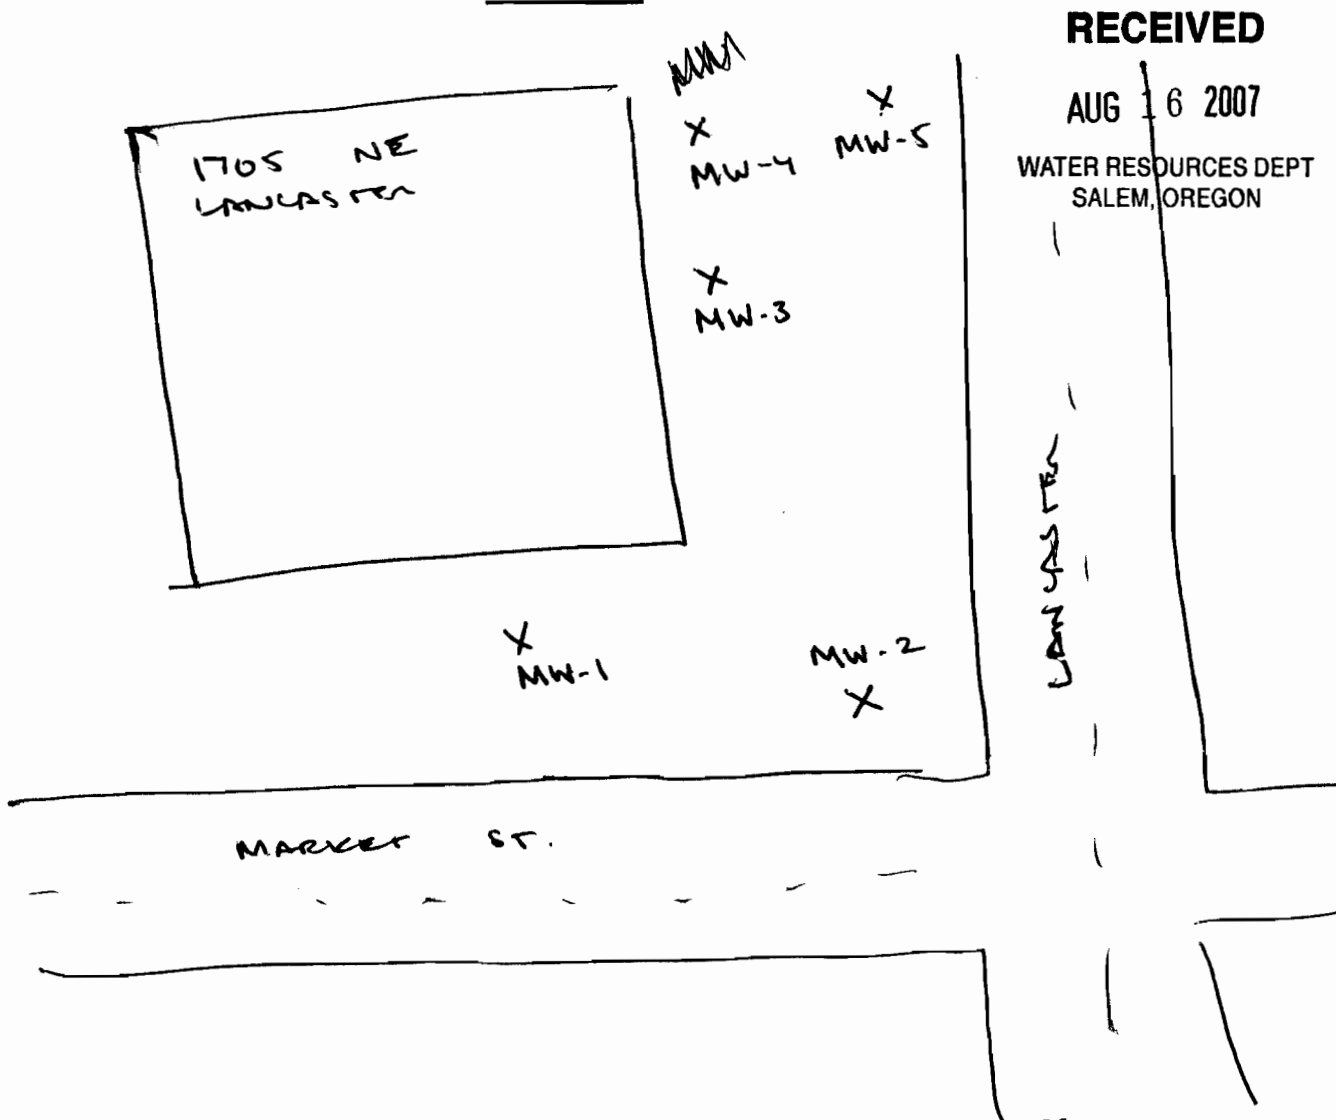 RECEIVED
AUG 16 2007
WATER RESOURCES DEPT
SALEM, OREGON
1705 NE
LANCASTER
MW-4
MW-5
MW-3
MW-1
MW-2
LANCASTER
MARKET ST.